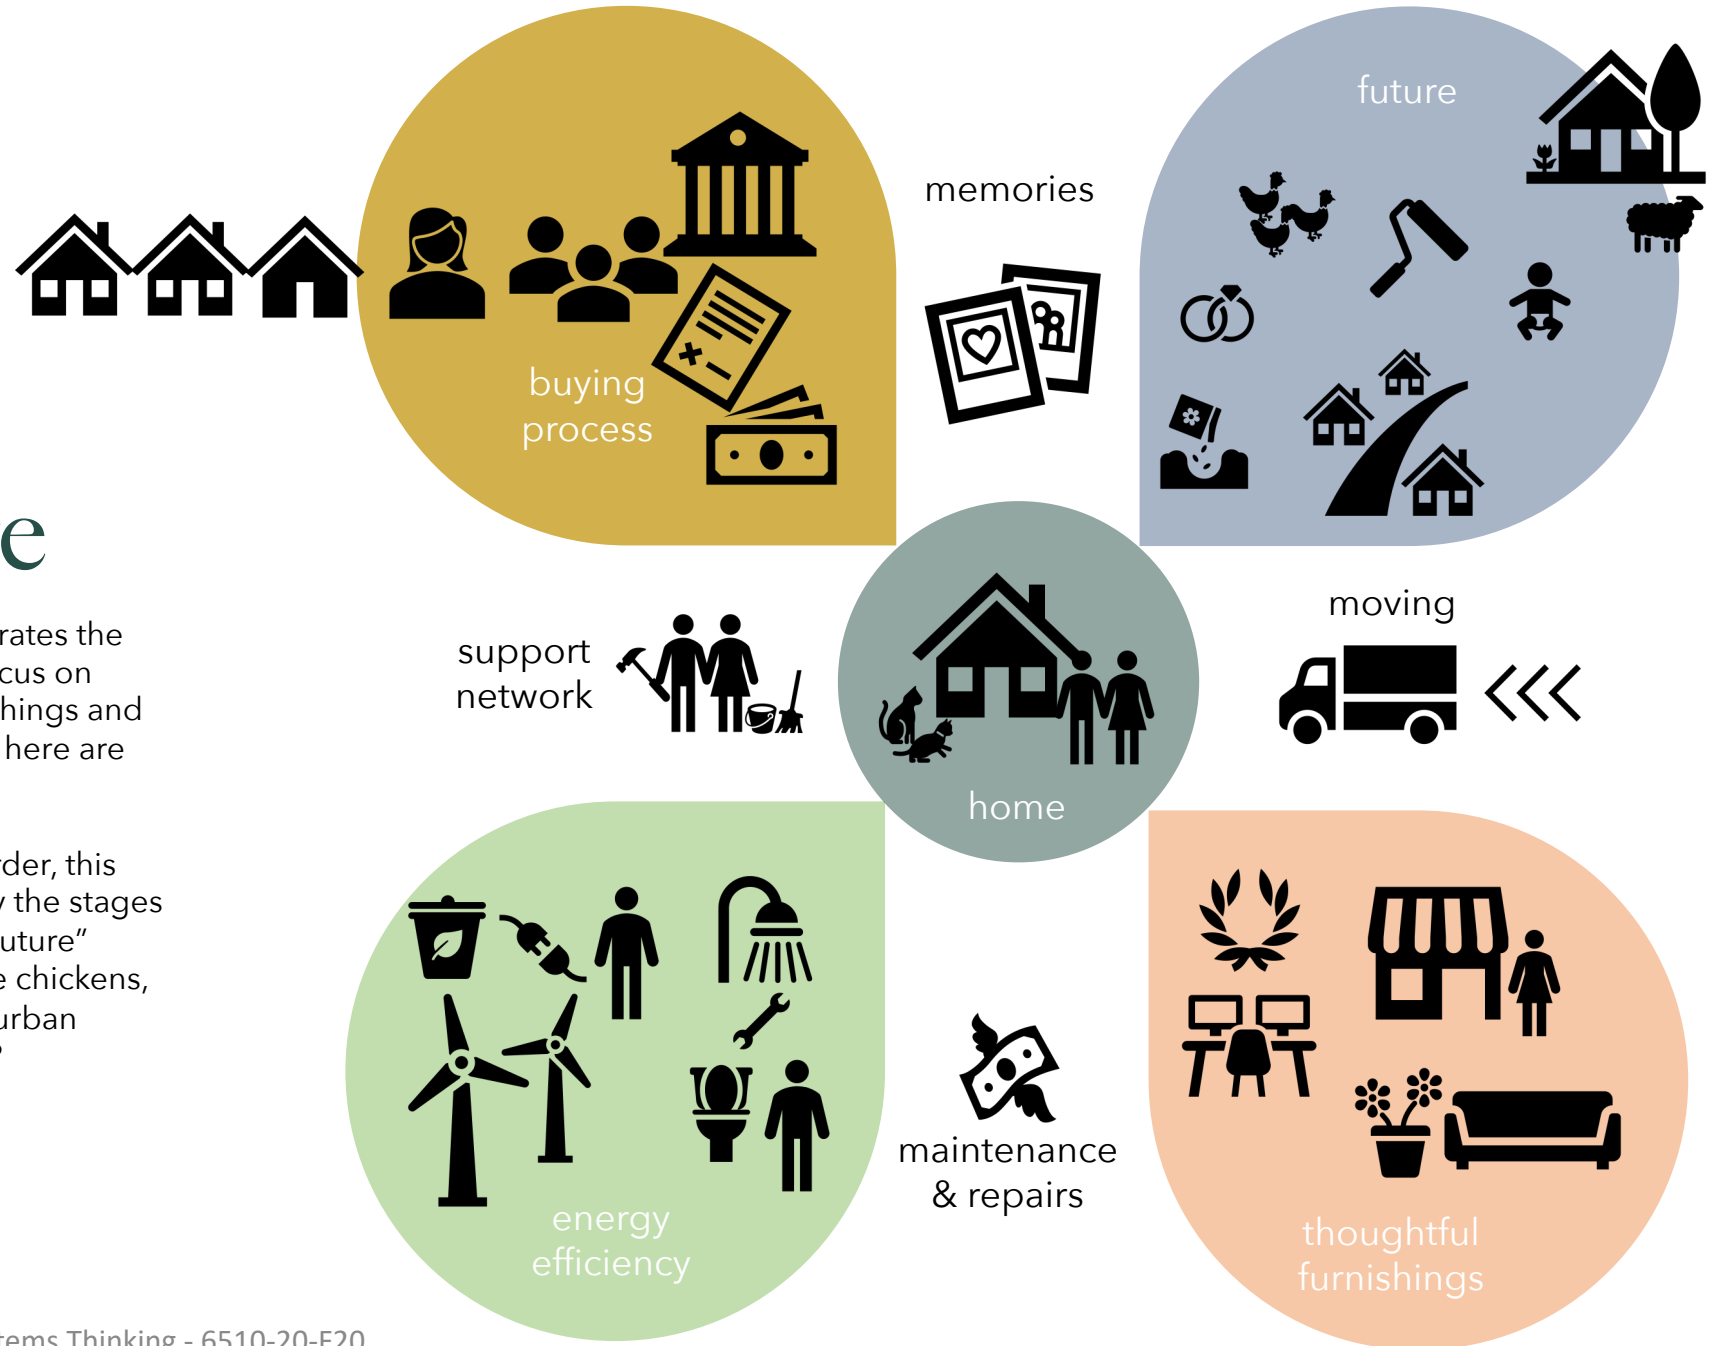 future
memories
buying
process
e
rates the
cus on
hings and
here are
support
network
moving
home
rder, this
y the stages
uture”
e chickens,
urban
energy
efficiency
maintenance
& repairs
thoughtful
furnishings
tems Thinking - 6510-20-F20